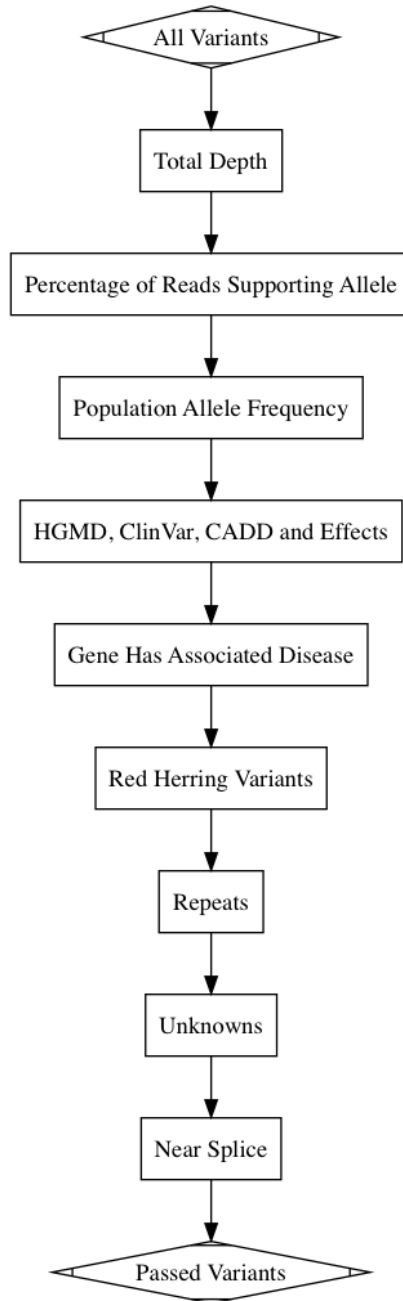 All Variants
Total Depth
Percentage of Reads Supporting Allele
Population Allele Frequency
HGMD, ClinVar, CADD and Effects
Gene Has Associated Disease
Red Herring Variants
Repeats
Unknowns
Near Splice
Passed Variants